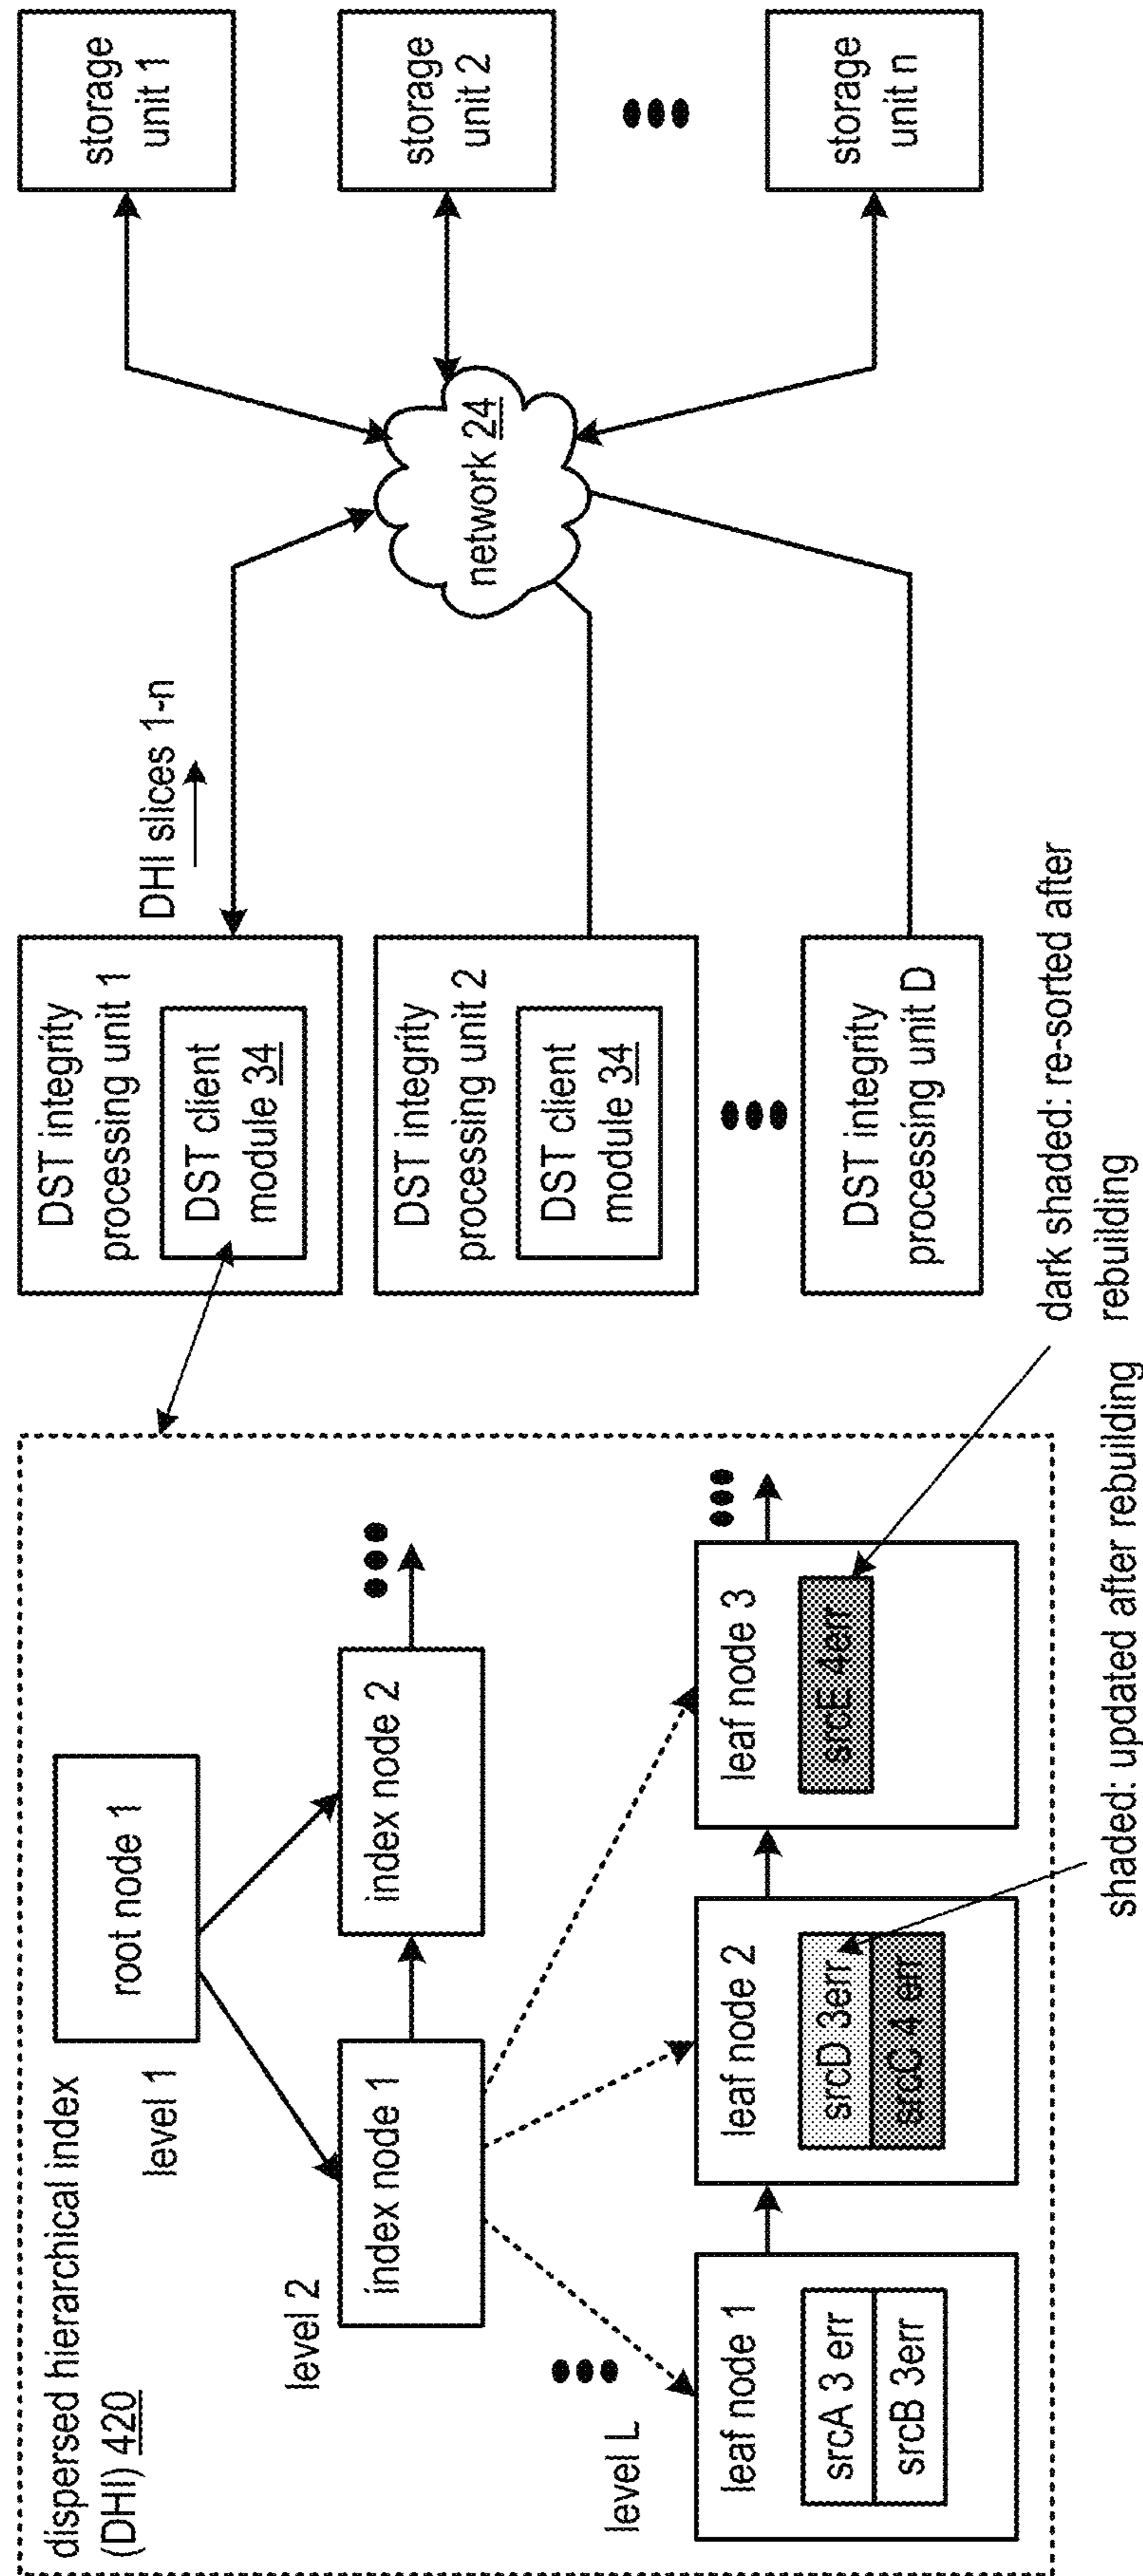 dispersed hierarchical index
(DHI) 420
level 1
root node 1
level 2
index node 1
index node 2
level L
leaf node 1
srcA 3 err
srcB 3err
leaf node 2
srcD 3err
srcC 4 err
leaf node 3
srcE 4err
shaded: updated after rebuilding
dark shaded: re-sorted after
rebuilding
DST integrity
processing unit 1
DST client
module 34
DHI slices 1-n
DST integrity
processing unit 2
DST client
module 34
DST integrity
processing unit D
network 24
storage
unit 1
storage
unit 2
storage
unit n